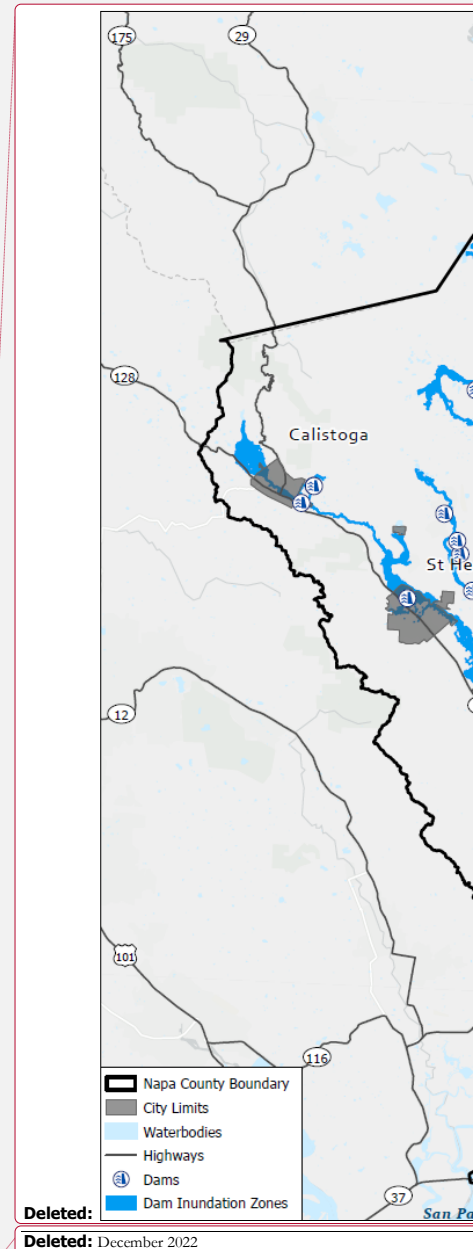 175
29
128
Calistoga
St He
12
101
116
Napa County Boundary
City Limits
Waterbodies
Highways
Dams
Dam Inundation Zones
37
San Pa
Deleted:
Deleted: December 2022